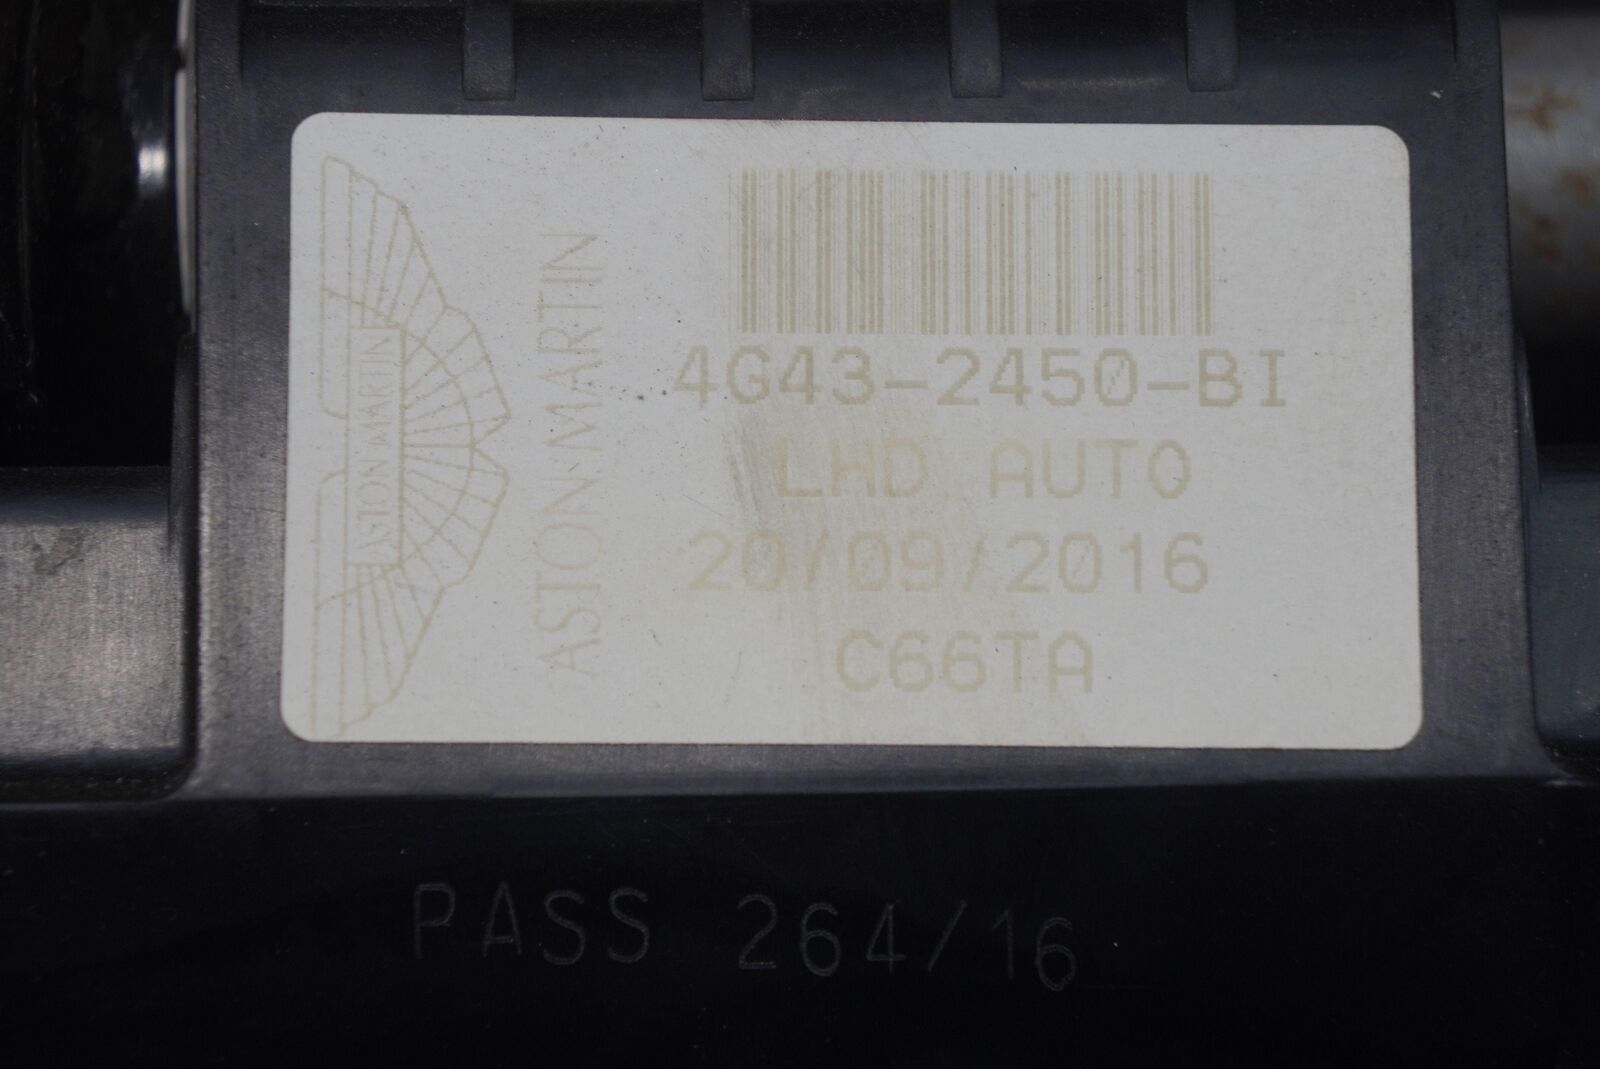 4G43-2450-BI
LHD AUTO
20/09/2016
C66TA
ASTON MARTIN
ASTON·MARTIN
PASS 264/16